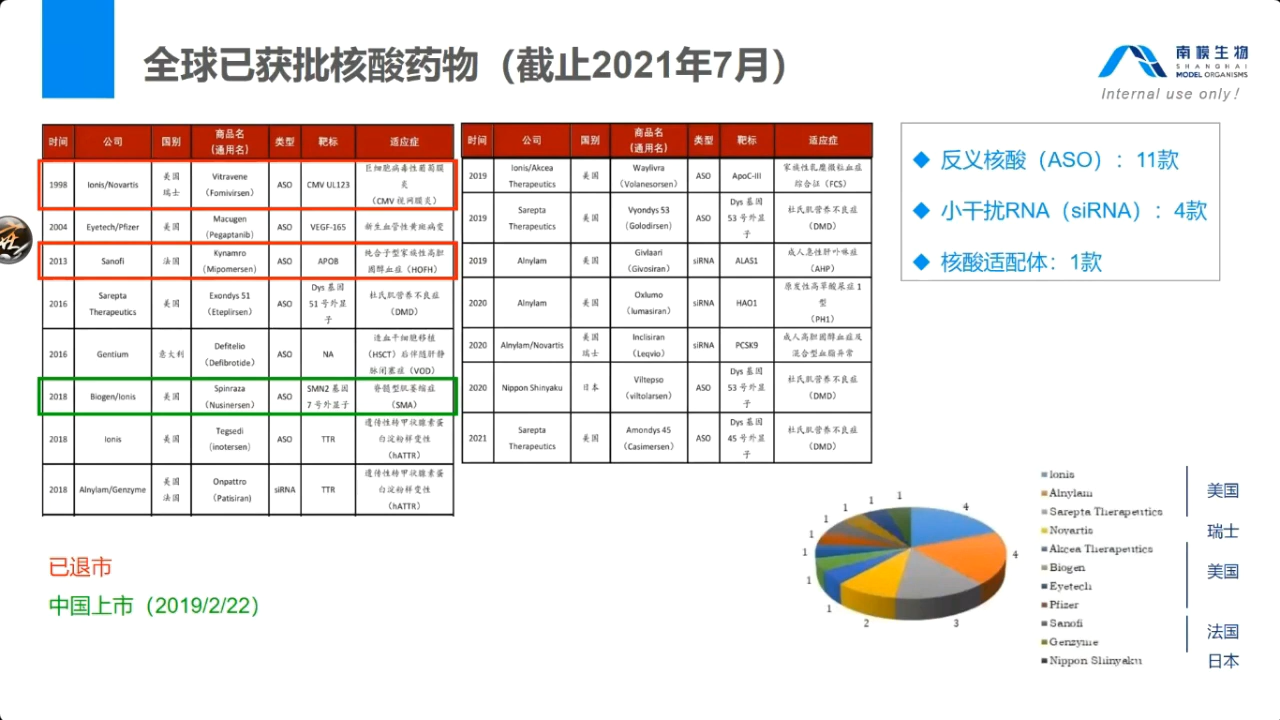 全球已获批核酸药物（截止2021年7月）
南模生物
SHANGHAI
MODEL ORGANISMS
Internal use only!
时间 公司 国别 商品名（通用名） 类型 靶标 适应症
1998 Ionis/Novartis 美国 瑞士 Vitravene（Fomivirsen） ASO CMV UL123 巨细胞病毒性葡萄膜炎（CMV 视网膜炎）
2004 Eyetech/Pfizer 美国 Macugen（Pegaptanib） ASO VEGF-165 新生血管性黄斑病变
2013 Sanofi 法国 Kynamro（Mipomersen） ASO APOB 纯合子型家族性高胆固醇血症（HOFH）
2016 Sarepta Therapeutics 美国 Exondys 51（Eteplirsen） ASO Dys 基因 51 号外显子 杜氏肌营养不良症（DMD）
2016 Gentium 意大利 Defitelio（Defibrotide） ASO NA 造血干细胞移植（HSCT）后伴随肝静脉闭塞症（VOD）
2018 Biogen/Ionis 美国 Spinraza（Nusinersen） ASO SMN2 基因 7 号外显子 脊髓型肌萎缩症（SMA）
2018 Ionis 美国 Tegsedi（inotersen） ASO TTR 遗传性转甲状腺素蛋白淀粉样变性（hATTR）
2018 Alnylam/Genzyme 美国 法国 Onpattro（Patisiran） siRNA TTR 遗传性转甲状腺素蛋白淀粉样变性（hATTR）
时间 公司 国别 商品名（通用名） 类型 靶标 适应症
2019 Ionis/Akcea Therapeutics 美国 Waylivra（Volanesorsen） ASO ApoC-III 家族性乳糜微粒血症综合征（FCS）
2019 Sarepta Therapeutics 美国 Vyondys 53（Golodirsen） ASO Dys 基因 53 号外显子 杜氏肌营养不良症（DMD）
2019 Alnylam 美国 Givlaari（Givosiran） siRNA ALAS1 成人急性肝卟啉症（AHP）
2020 Alnylam 美国 Oxlumo（lumasiran） siRNA HAO1 原发性高草酸尿症 1 型（PH1）
2020 Alnylam/Novartis 美国 瑞士 Inclisiran（Leqvio） siRNA PCSK9 成人高胆固醇血症及混合型血脂异常
2020 Nippon Shinyaku 日本 Viltepso（viltolarsen） ASO Dys 基因 53 号外显子 杜氏肌营养不良症（DMD）
2021 Sarepta Therapeutics 美国 Amondys 45（Casimersen） ASO Dys 基因 45 号外显子 杜氏肌营养不良症（DMD）
◆ 反义核酸（ASO）：11款
◆ 小干扰RNA（siRNA）：4款
◆ 核酸适配体：1款
已退市
中国上市（2019/2/22）
4
4
3
2
1
1
1
1
1
1
1
1
Ionis
Alnylam
Sarepta Therapeutics
Novartis
Akcea Therapeutics
Biogen
Eyetech
Pfizer
Sanofi
Genzyme
Nippon Shinyaku
美国
瑞士
美国
法国
日本